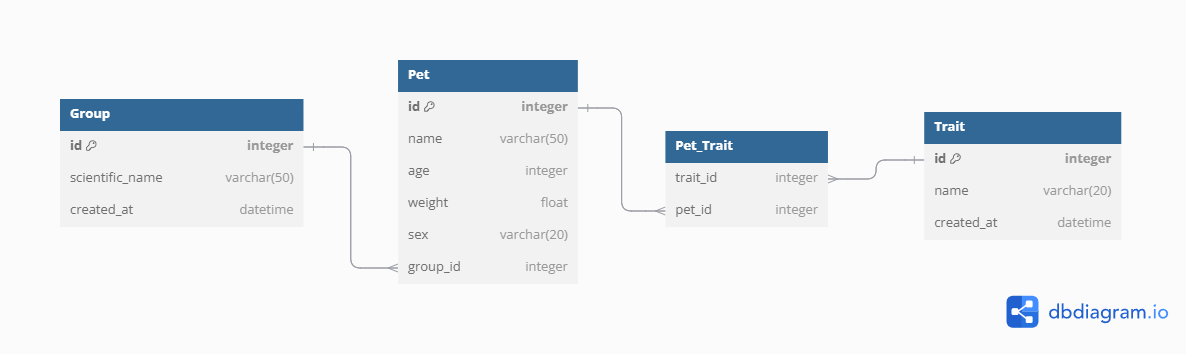 Group
id integer
scientific_name varchar(50)
created_at datetime
Pet
id integer
name varchar(50)
age integer
weight float
sex varchar(20)
group_id integer
Pet_Trait
trait_id integer
pet_id integer
Trait
id integer
name varchar(20)
created_at datetime
dbdiagram.io